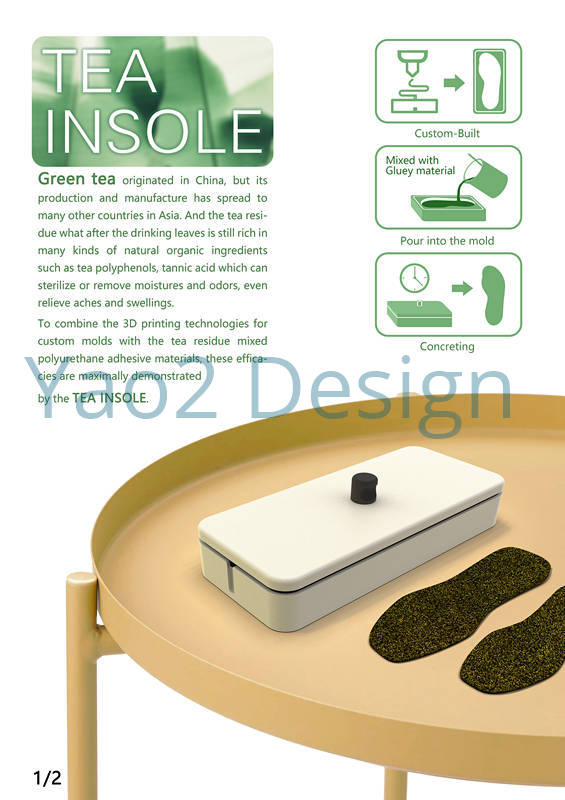 TEA
INSOLE
Green tea originated in China, but its
production and manufacture has spread to
many other countries in Asia. And the tea resi-
due what after the drinking leaves is still rich in
many kinds of natural organic ingredients
such as tea polyphenols, tannic acid which can
sterilize or remove moistures and odors, even
relieve aches and swellings.
To combine the 3D printing technologies for
custom molds with the tea residue mixed
polyurethane adhesive materials, these effica-
cies are maximally demonstrated
by the TEA INSOLE.
Custom-Built
Mixed with
Gluey material
Pour into the mold
Concreting
Yao2 Design
1/2